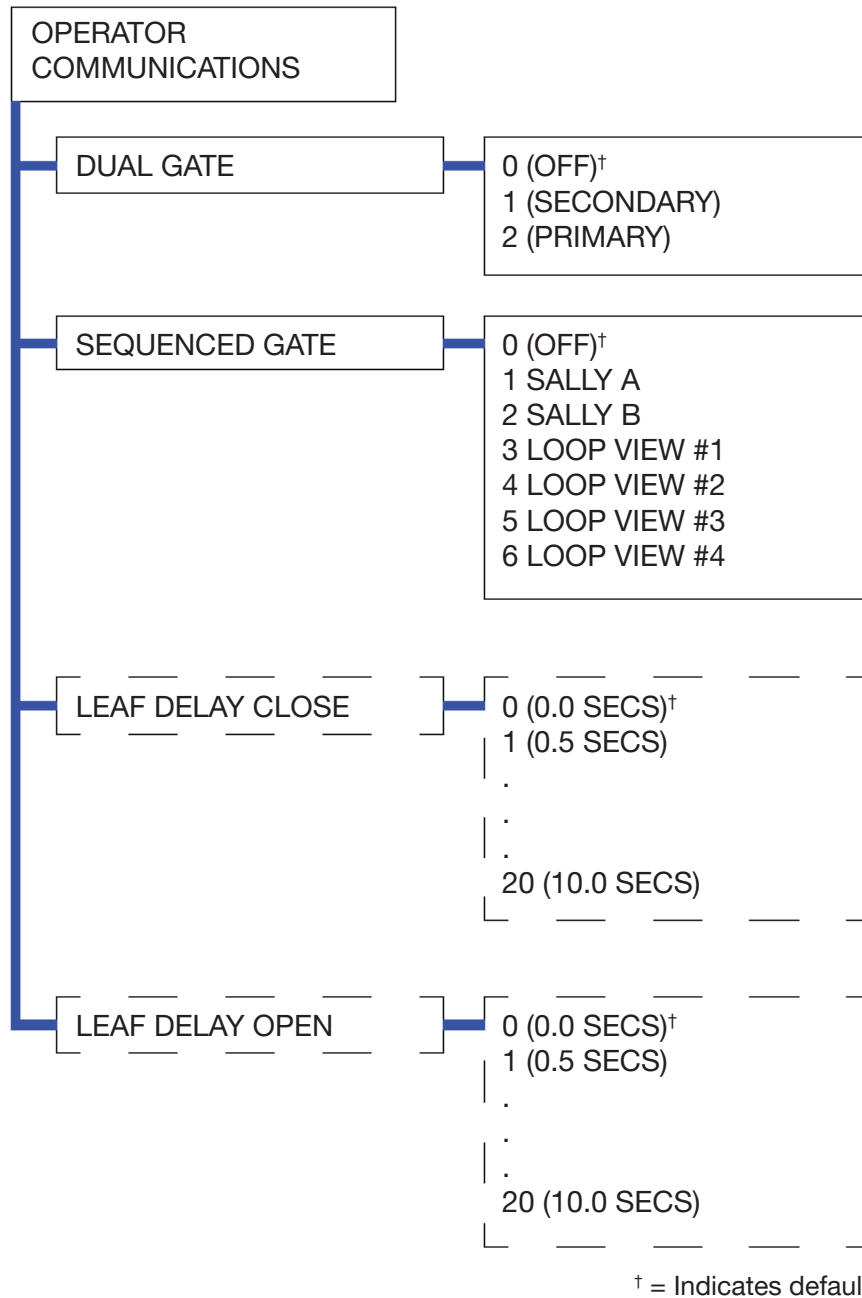 OPERATOR
COMMUNICATIONS
DUAL GATE
0 (OFF)†
1 (SECONDARY)
2 (PRIMARY)
SEQUENCED GATE
0 (OFF)†
1 SALLY A
2 SALLY B
3 LOOP VIEW #1
4 LOOP VIEW #2
5 LOOP VIEW #3
6 LOOP VIEW #4
LEAF DELAY CLOSE
0 (0.0 SECS)†
1 (0.5 SECS)
.
.
.
20 (10.0 SECS)
LEAF DELAY OPEN
0 (0.0 SECS)†
1 (0.5 SECS)
.
.
.
20 (10.0 SECS)
† = Indicates defaul